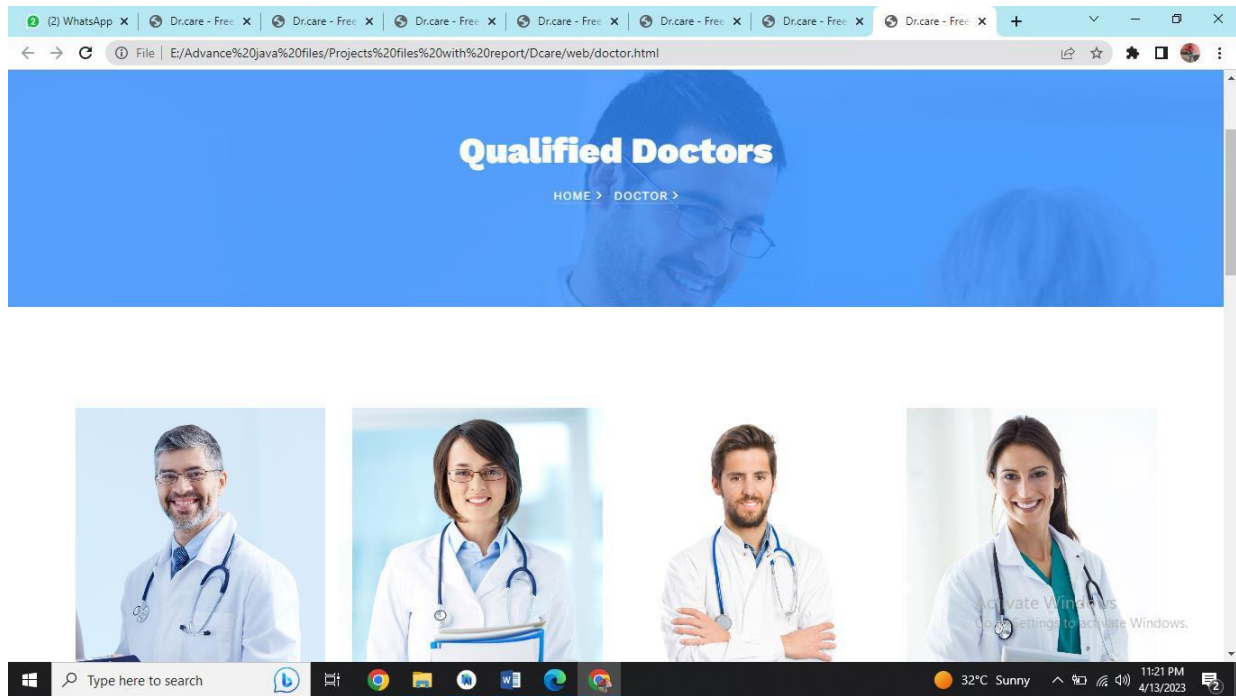 (2) WhatsApp
Dr.care - Free
Dr.care - Free
Dr.care - Free
Dr.care - Free
Dr.care - Free
Dr.care - Free
Dr.care - Free
File
E:/Advance%20java%20files/Projects%20files%20with%20report/Dcare/web/doctor.html
Qualified Doctors
HOME > DOCTOR >
Activate Windows
Go to Settings to activate Windows.
Type here to search
32°C Sunny
11:21 PM
4/13/2023
2